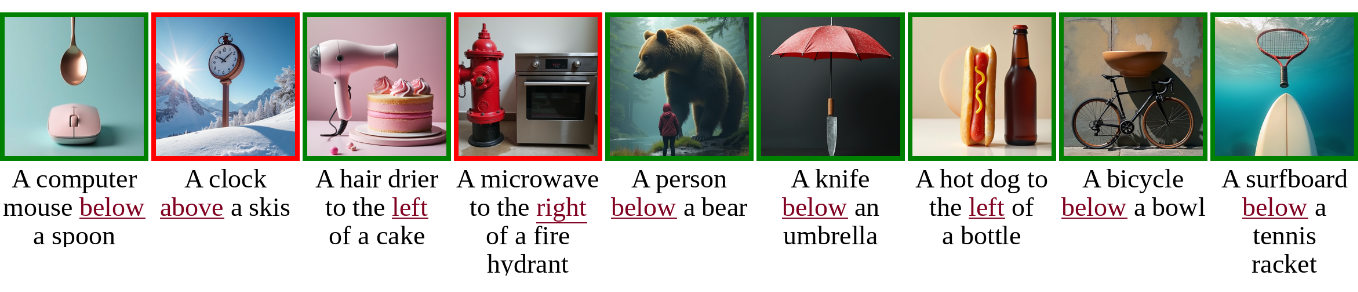 A computer
mouse below
a spoon
A clock
above a skis
A hair drier
to the left
of a cake
A microwave
to the right
of a fire
hydrant
A person
below a bear
A knife
below an
umbrella
A hot dog to
the left of
a bottle
A bicycle
below a bowl
A surfboard
below a
tennis
racket